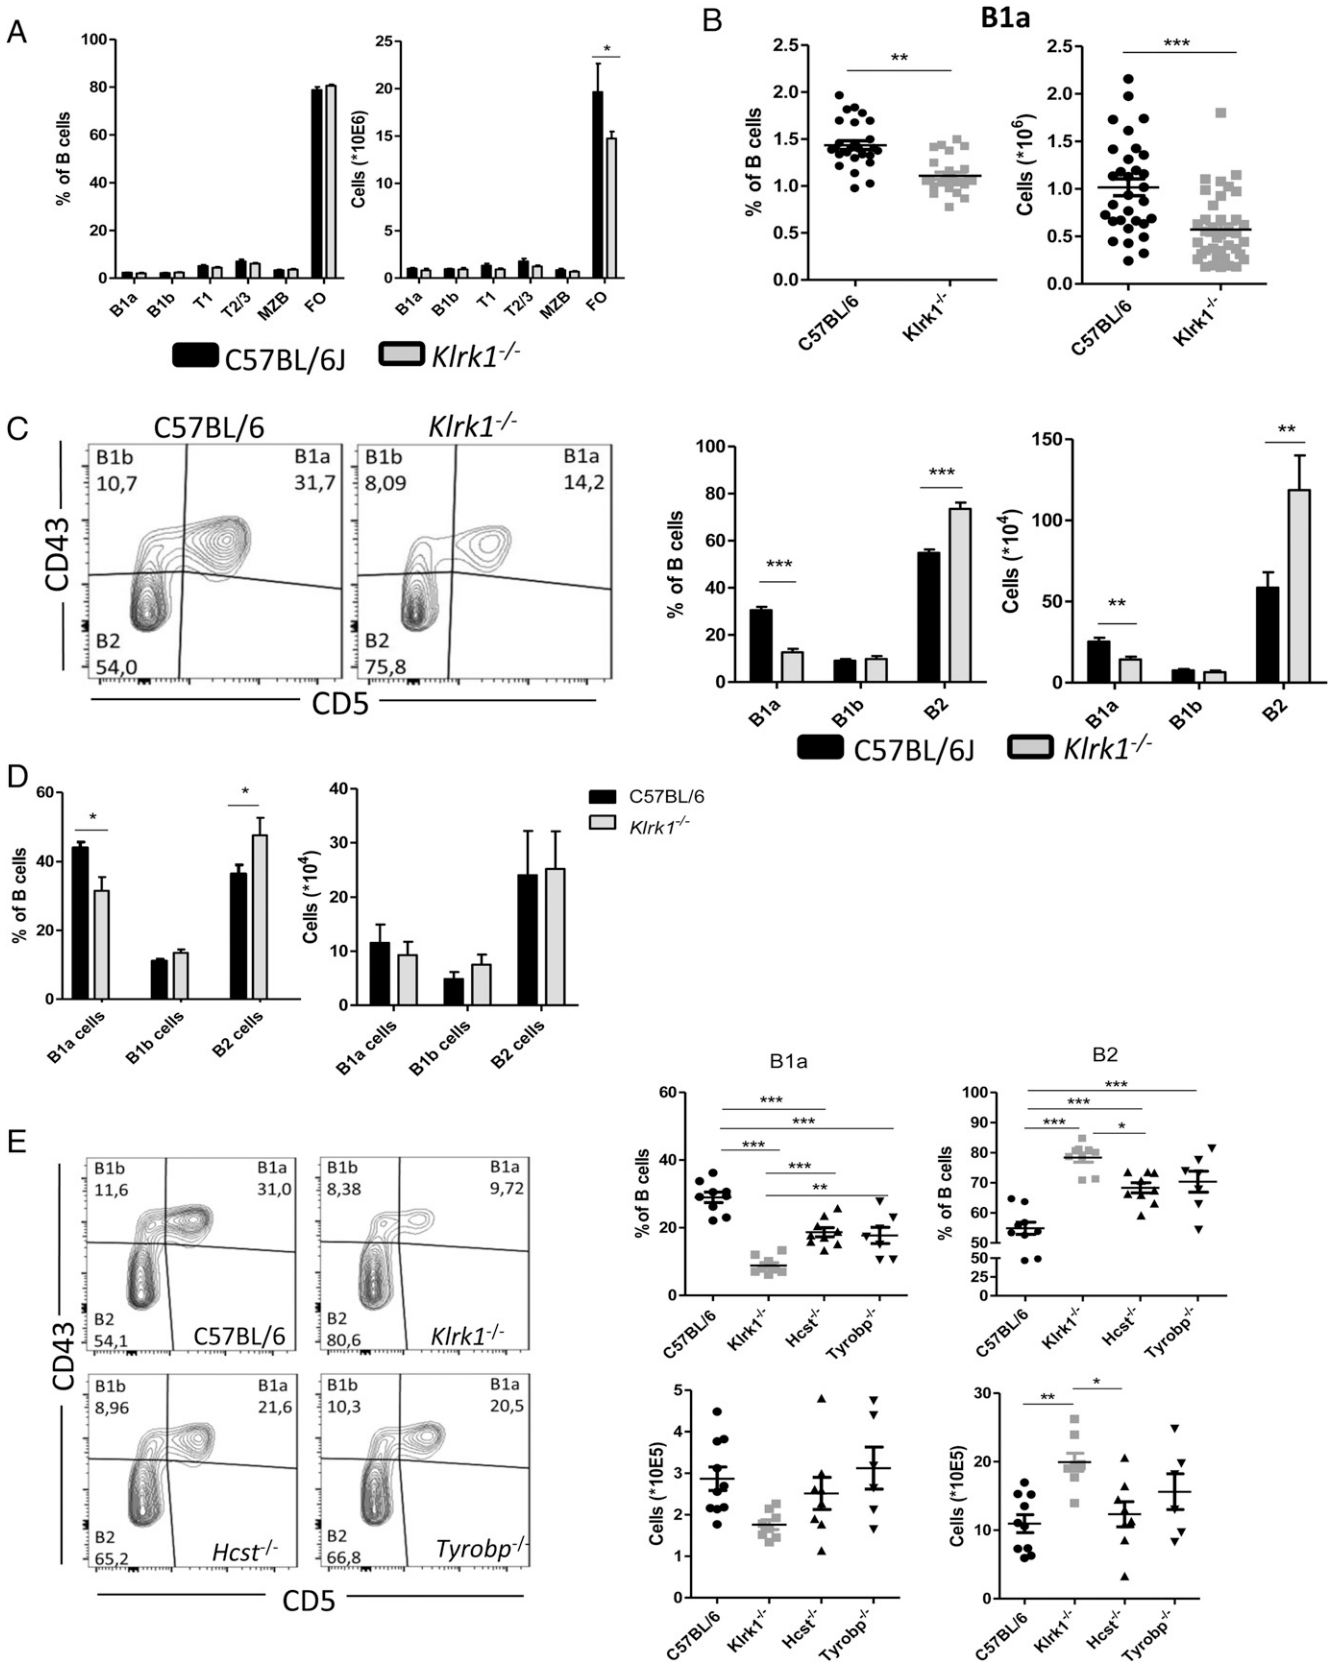 A
100
80
60
40
20
0
% of B cells
B1a
B1b
T1
T2/3
MZB
FO
25
20
15
10
5
0
Cells (*10E6)
*
B1a
B1b
T1
T2/3
MZB
FO
C57BL/6J
Klrk1-/-
B
B1a
2.5
2.0
1.5
1.0
0.5
0.0
% of B cells
**
C57BL/6
Klrk1-/-
2.5
2.0
1.5
1.0
0.5
0.0
Cells (*10^6)
***
C57BL/6
Klrk1-/-
C
C57BL/6
Klrk1-/-
B1b
10,7
B1a
31,7
B2
54,0
B1b
8,09
B1a
14,2
B2
75,8
CD43
CD5
100
80
60
40
20
0
% of B cells
***
***
B1a
B1b
B2
150
100
50
0
Cells (*10^4)
**
**
B1a
B1b
B2
C57BL/6J
Klrk1-/-
D
60
40
20
0
% of B cells
*
*
B1a cells
B1b cells
B2 cells
40
30
20
10
0
Cells (*10^4)
B1a cells
B1b cells
B2 cells
C57BL/6
Klrk1-/-
E
CD43
B1b
11,6
B1a
31,0
B2
54,1
C57BL/6
B1b
8,38
B1a
9,72
B2
80,6
Klrk1-/-
B1b
8,96
B1a
21,6
B2
65,2
Hcst-/-
B1b
10,3
B1a
20,5
B2
66,8
Tyrobp-/-
CD5
B1a
60
40
20
0
%of B cells
***
***
***
***
**
C57BL/6
Klrk1-/-
Hcst-/-
Tyrobp-/-
B2
100
90
80
70
60
50
50
25
0
% of B cells
***
***
***
*
C57BL/6
Klrk1-/-
Hcst-/-
Tyrobp-/-
5
4
3
2
1
0
Cells (*10E5)
C57BL/6
Klrk1-/-
Hcst-/-
Tyrobp-/-
30
20
10
0
Cells (*10E5)
**
*
C57BL/6
Klrk1-/-
Hcst-/-
Tyrobp-/-